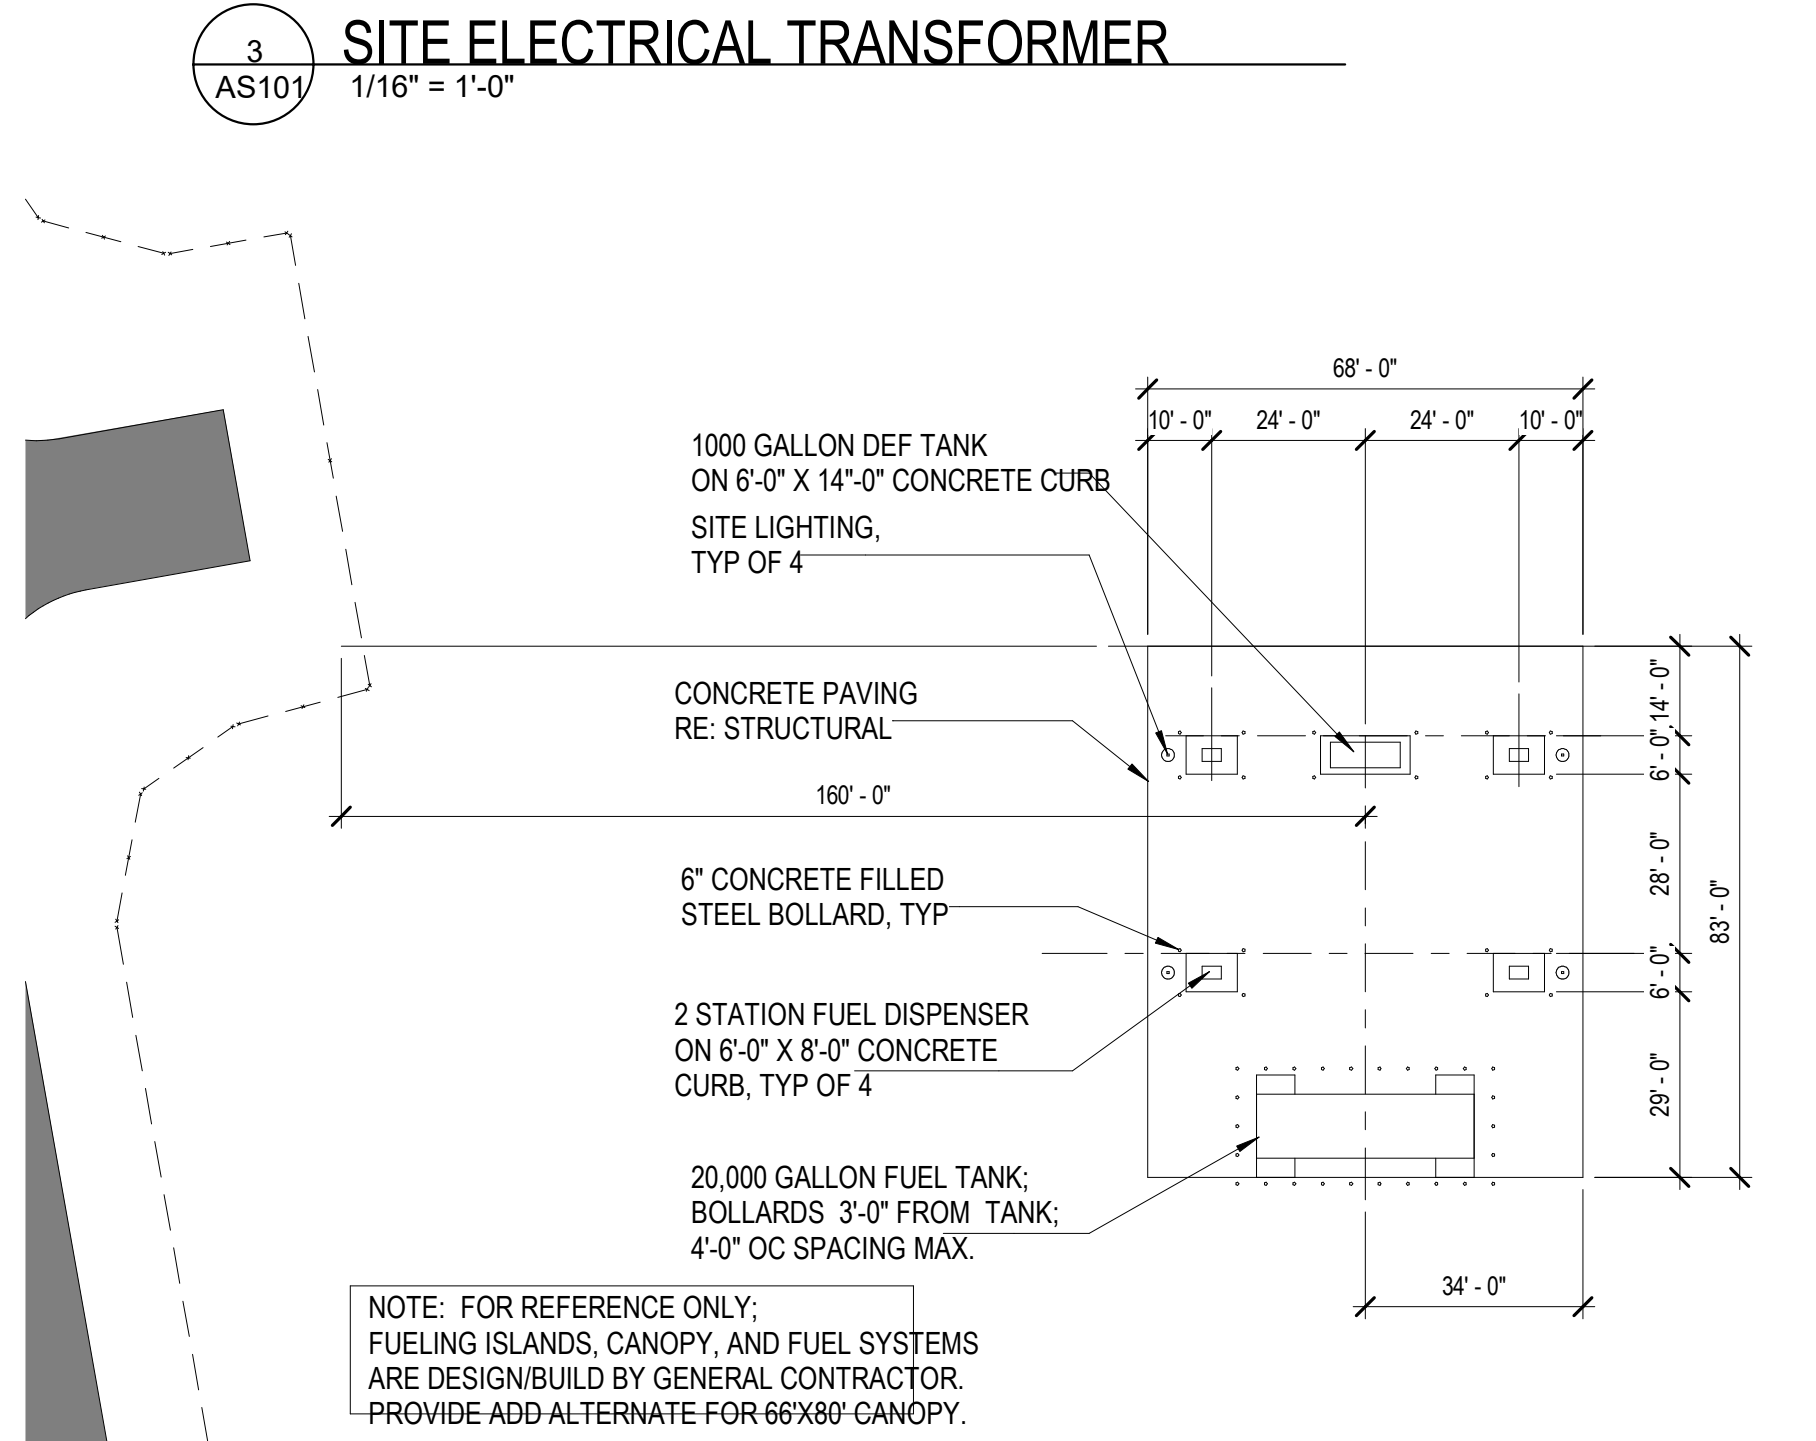 3
AS101
SITE ELECTRICAL TRANSFORMER
1/16" = 1'-0"
68' - 0"
10' - 0"
24' - 0"
24' - 0"
10' - 0"
1000 GALLON DEF TANK
ON 6'-0" X 14"-0" CONCRETE CURB
SITE LIGHTING,
TYP OF 4
CONCRETE PAVING
RE: STRUCTURAL
160' - 0"
14' - 0"
6' - 0"
28' - 0"
83' - 0"
6' - 0"
29' - 0"
6" CONCRETE FILLED
STEEL BOLLARD, TYP
2 STATION FUEL DISPENSER
ON 6'-0" X 8'-0" CONCRETE
CURB, TYP OF 4
20,000 GALLON FUEL TANK;
BOLLARDS  3'-0" FROM  TANK;
4'-0" OC SPACING MAX.
34' - 0"
NOTE:  FOR REFERENCE ONLY;
FUELING ISLANDS, CANOPY, AND FUEL SYSTEMS
ARE DESIGN/BUILD BY GENERAL CONTRACTOR.
PROVIDE ADD ALTERNATE FOR 66'X80' CANOPY.